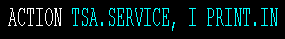 ACTION TSA.SERVICE, I PRINT.IN